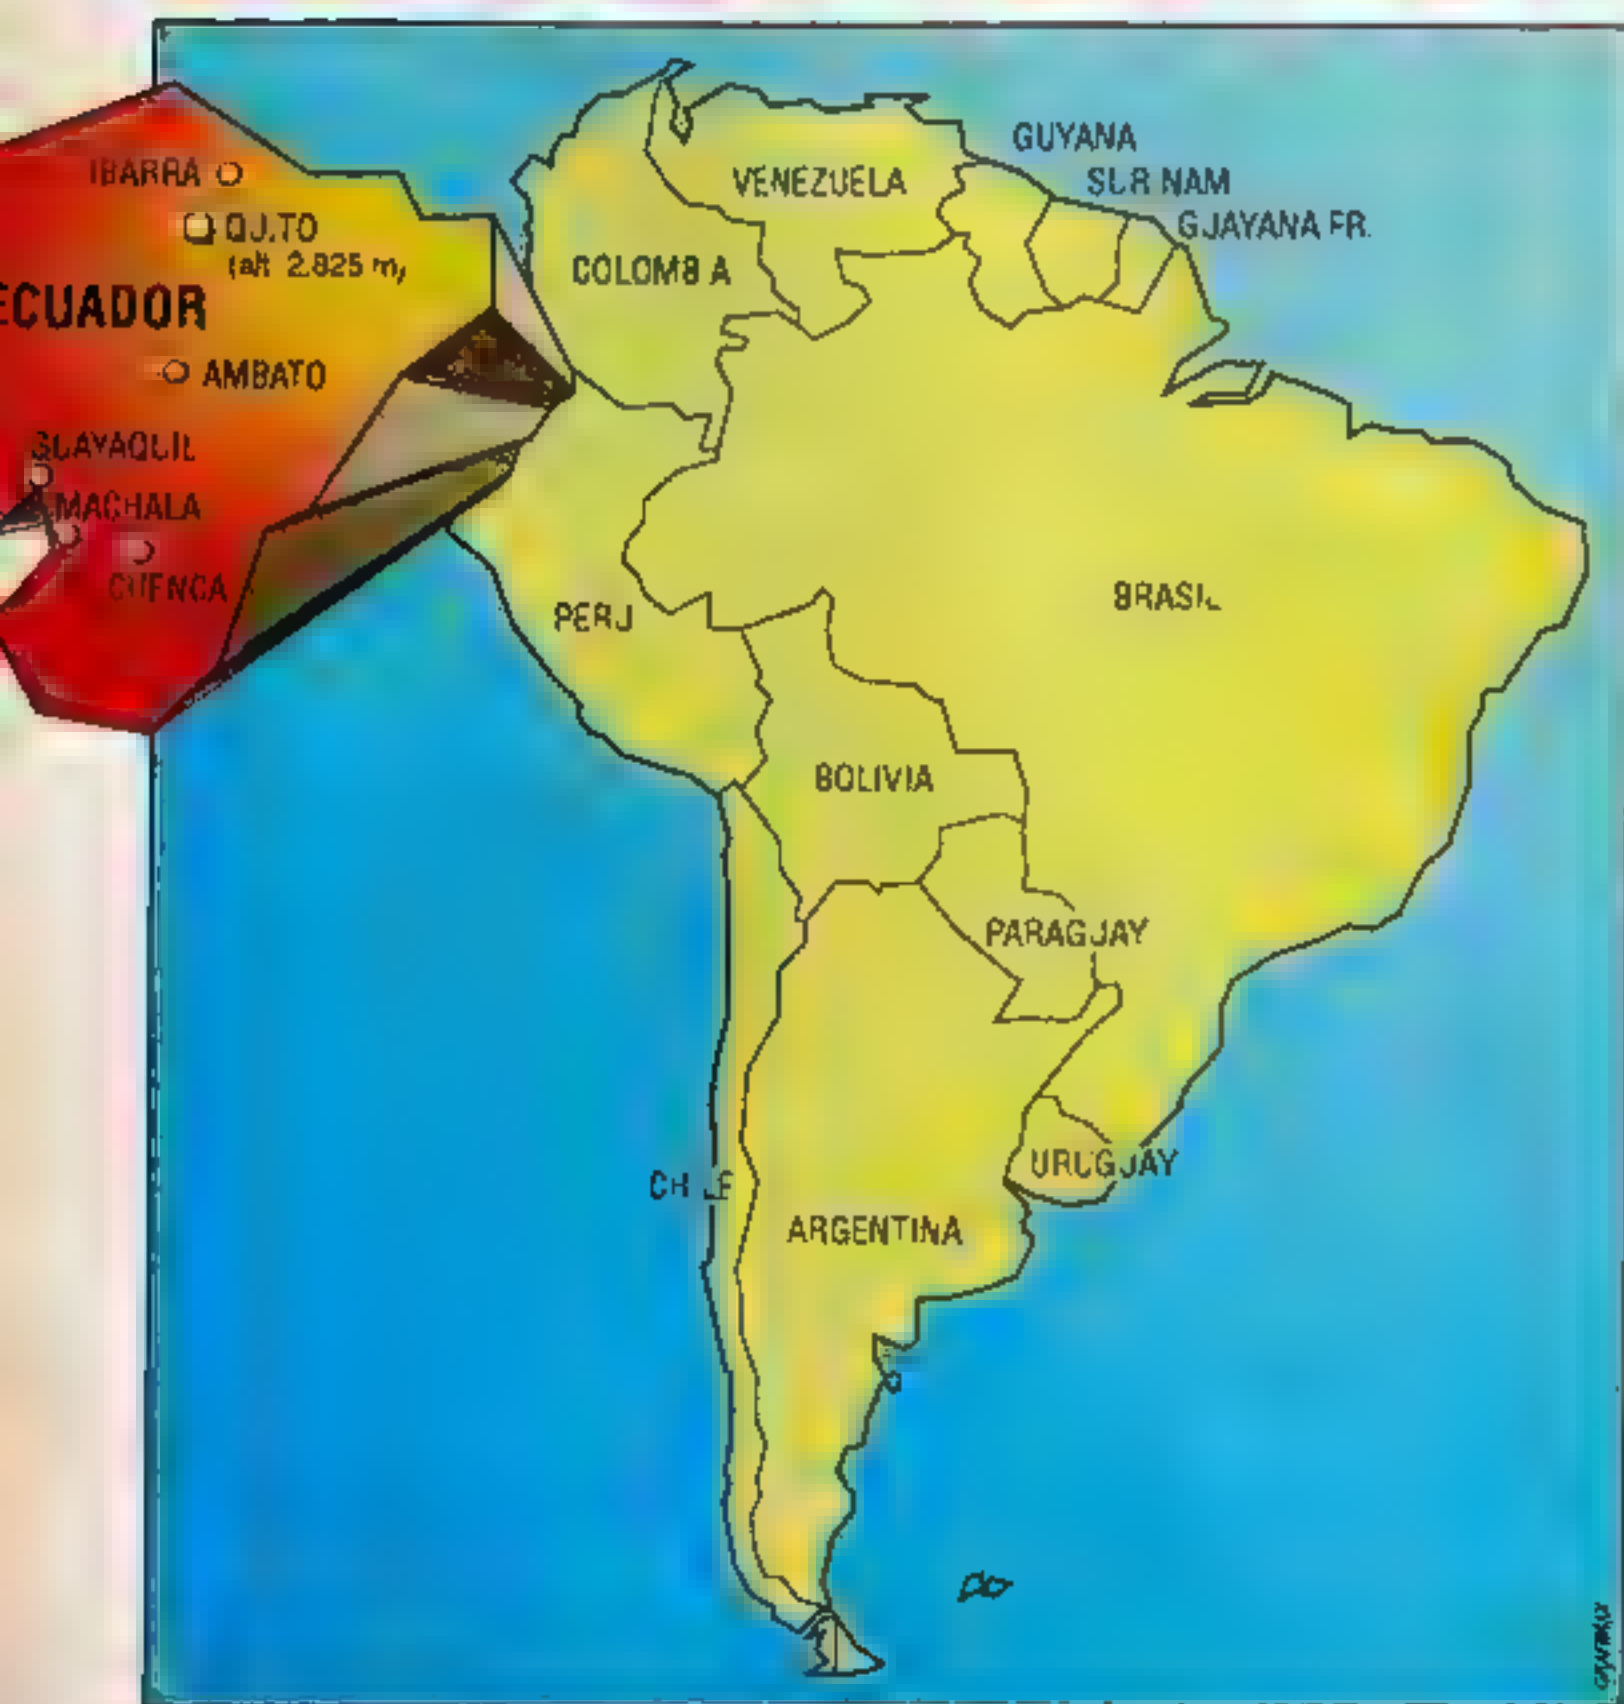 IBARRA
QUITO
(alt 2.825 m)
ECUADOR
AMBATO
GUAYAQUIL
MACHALA
CUENCA
GUYANA
VENEZUELA
SURINAM
GUAYANA FR.
COLOMBIA
PERU
BRASIL
BOLIVIA
PARAGUAY
CHILE
URUGUAY
ARGENTINA